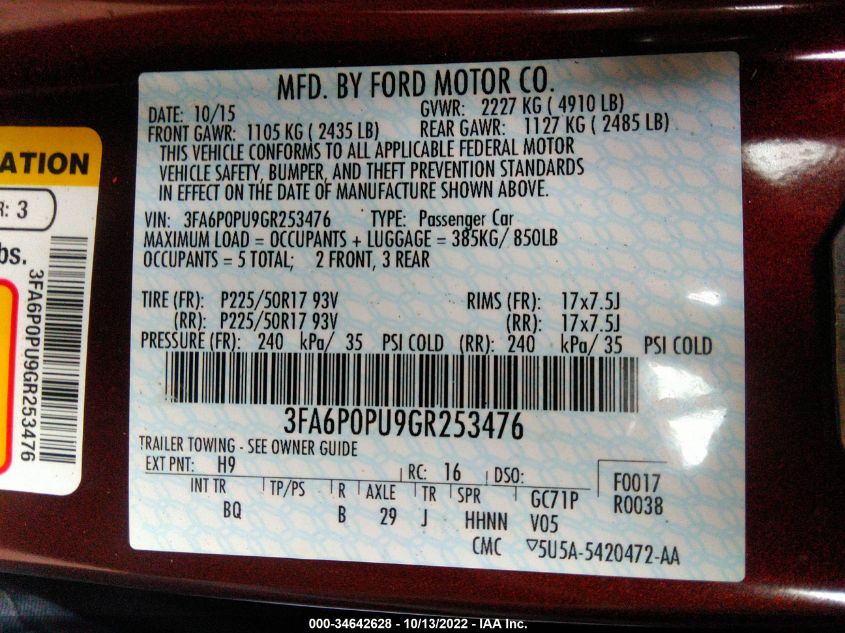 MFD. BY FORD MOTOR CO.
DATE: 10/15 GVWR: 2227 KG ( 4910 LB)
FRONT GAWR: 1105 KG ( 2435 LB) REAR GAWR: 1127 KG ( 2485 LB)
THIS VEHICLE CONFORMS TO ALL APPLICABLE FEDERAL MOTOR
VEHICLE SAFETY, BUMPER, AND THEFT PREVENTION STANDARDS
IN EFFECT ON THE DATE OF MANUFACTURE SHOWN ABOVE.
VIN: 3FA6P0PU9GR253476 TYPE: Passenger Car
MAXIMUM LOAD = OCCUPANTS + LUGGAGE = 385KG/ 850LB
OCCUPANTS = 5 TOTAL; 2 FRONT, 3 REAR
TIRE (FR): P225/50R17 93V RIMS (FR): 17x7.5J
(RR): P225/50R17 93V (RR): 17x7.5J
PRESSURE (FR): 240 kPa/ 35 PSI COLD (RR): 240 kPa/ 35 PSI COLD
3FA6P0PU9GR253476
TRAILER TOWING - SEE OWNER GUIDE
EXT PNT: H9 RC: 16 DSO: F0017
R0038
INT TR TP/PS R AXLE TR SPR GC71P
BQ B 29 J HHNN V05
CMC ▽5U5A-5420472-AA
ATION
R: 3
bs.
3FA6P0PU9GR253476
000-34642628 - 10/13/2022 - IAA Inc.